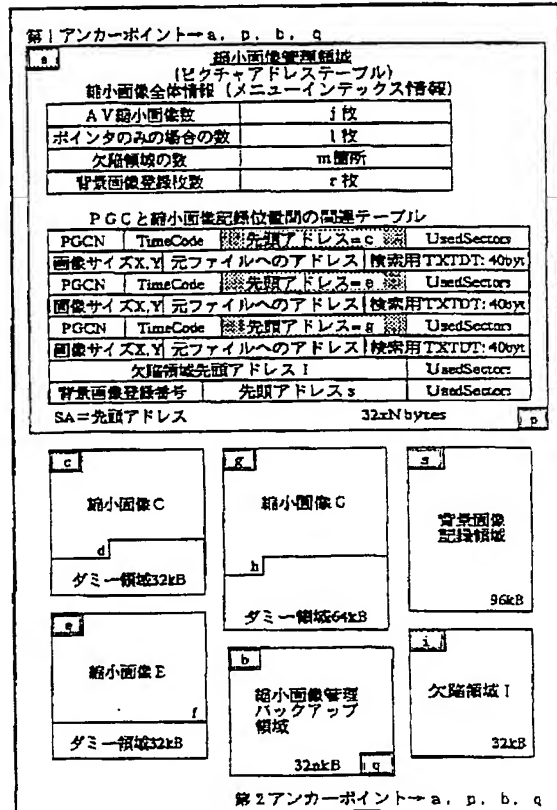 第1アンカーポイント→a, p, b, q
a
縮小画像管理領域
(ピクチャアドレステーブル)
縮小画像全体情報 (メニューインデックス情報)
AV縮小画像数 j枚
ポインタのみの場合の数 l枚
欠陥領域の数 m箇所
背景画像登録枚数 r枚
PGCと縮小画像記録位置間の関連テーブル
PGCN TimeCode 先頭アドレス=c UsedSectors
画像サイズX,Y 元ファイルへのアドレス 検索用TXTDT: 40byt
PGCN TimeCode 先頭アドレス=e UsedSectors
画像サイズX,Y 元ファイルへのアドレス 検索用TXTDT: 40byt
PGCN TimeCode 先頭アドレス=g UsedSectors
画像サイズX,Y 元ファイルへのアドレス 検索用TXTDT: 40byt
欠陥領域先頭アドレス I UsedSectors
背景画像登録番号 先頭アドレス s UsedSectors
SA=先頭アドレス 32xNbytes p
c
縮小画像C
d
ダミー領域32kB
g
縮小画像G
h
ダミー領域64kB
s
背景画像
記録領域
96kB
e
縮小画像E
f
ダミー領域32kB
b
縮小画像管理
バックアップ
領域
32nkB q
i
欠陥領域I
32kB
第2アンカーポイント→a, p, b, q